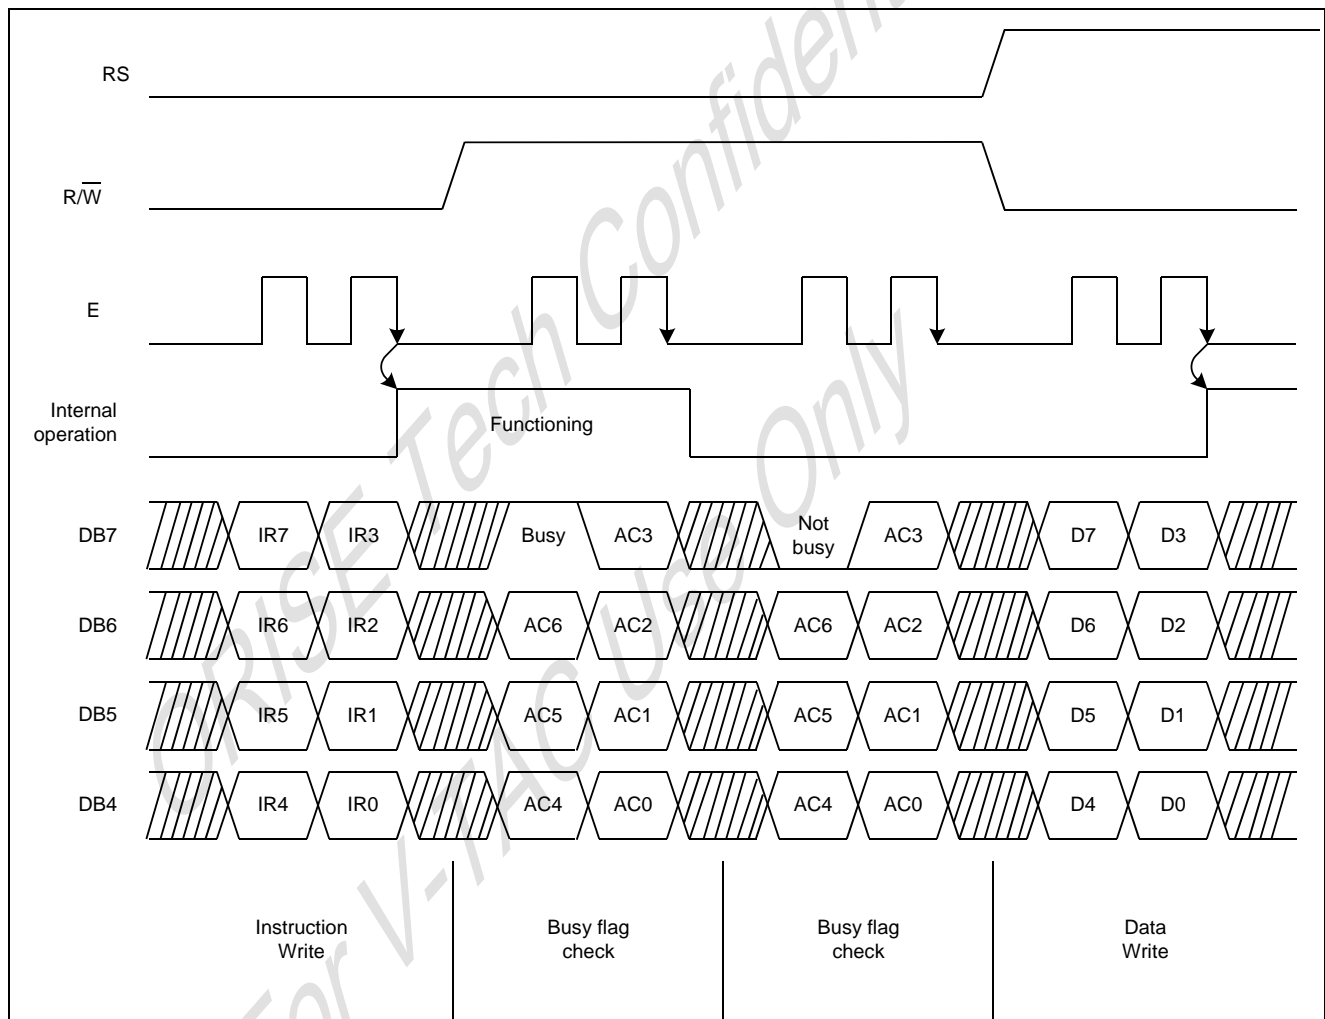 RS
R/W
E
Internal
operation
Functioning
DB7 IR7 IR3 Busy AC3 Not busy AC3 D7 D3
DB6 IR6 IR2 AC6 AC2 AC6 AC2 D6 D2
DB5 IR5 IR1 AC5 AC1 AC5 AC1 D5 D1
DB4 IR4 IR0 AC4 AC0 AC4 AC0 D4 D0
Instruction
Write
Busy flag
check
Busy flag
check
Data
Write
ORISE Tech
For V-TAC Use Only